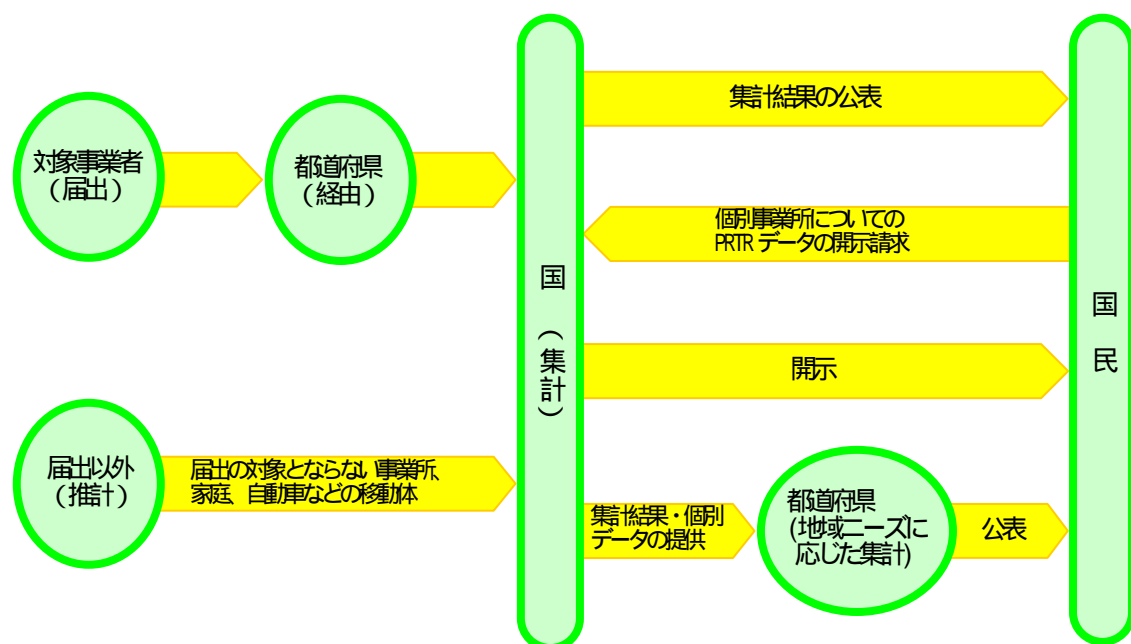 対象事業者
（届出）
都道府県
（経由）
集計結果の公表
個別事業所についての
PRTR データの開示請求
国（集計）
国民
開示
届出以外
(推計)
届出の対象とならない事業所、
家庭、自動車などの移動体
集計結果・個別
データの提供
都道府県
(地域ニーズに
応じた集計)
公表